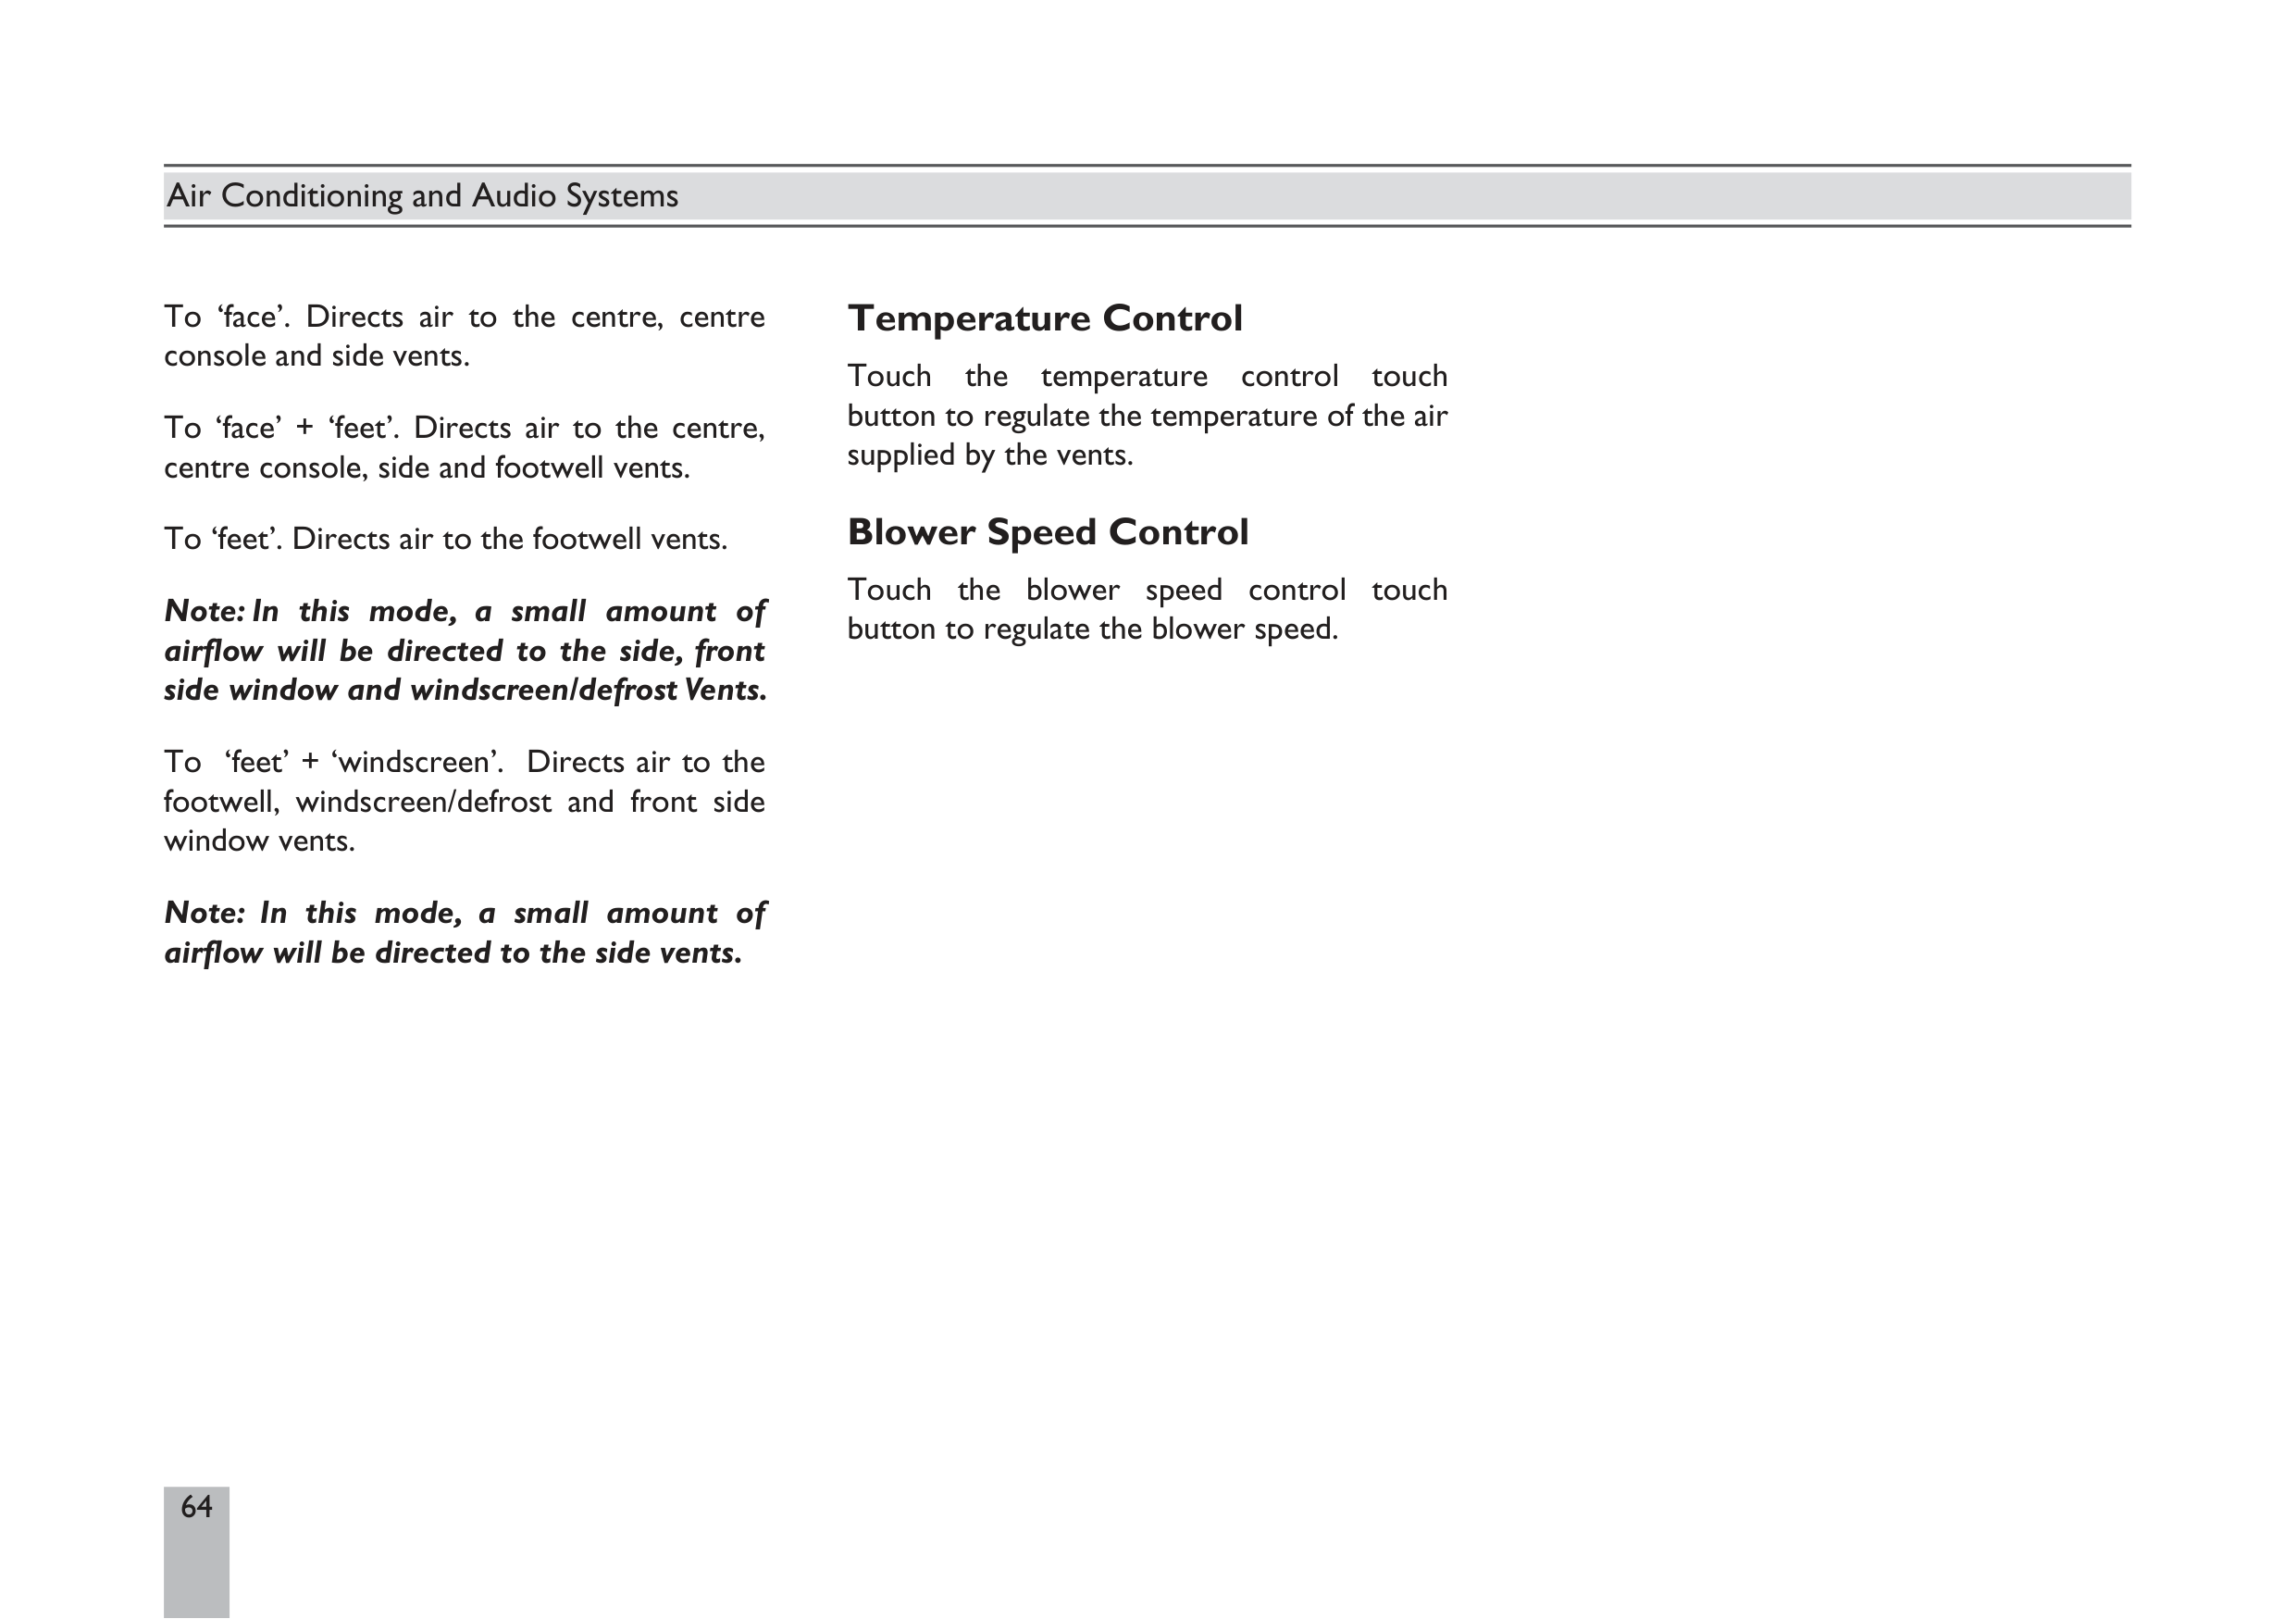 Air Conditioning and Audio Systems
To ‘face’. Directs air to the centre, centre
console and side vents.
To ‘face’ + ‘feet’. Directs air to the centre,
centre console, side and footwell vents.
To ‘feet’. Directs air to the footwell vents.
Note: In this mode, a small amount of
airflow will be directed to the side, front
side window and windscreen/defrost Vents.
To ‘feet’ + ‘windscreen’. Directs air to the
footwell, windscreen/defrost and front side
window vents.
Note: In this mode, a small amount of
airflow will be directed to the side vents.
Temperature Control
Touch the temperature control touch
button to regulate the temperature of the air
supplied by the vents.
Blower Speed Control
Touch the blower speed control touch
button to regulate the blower speed.
64